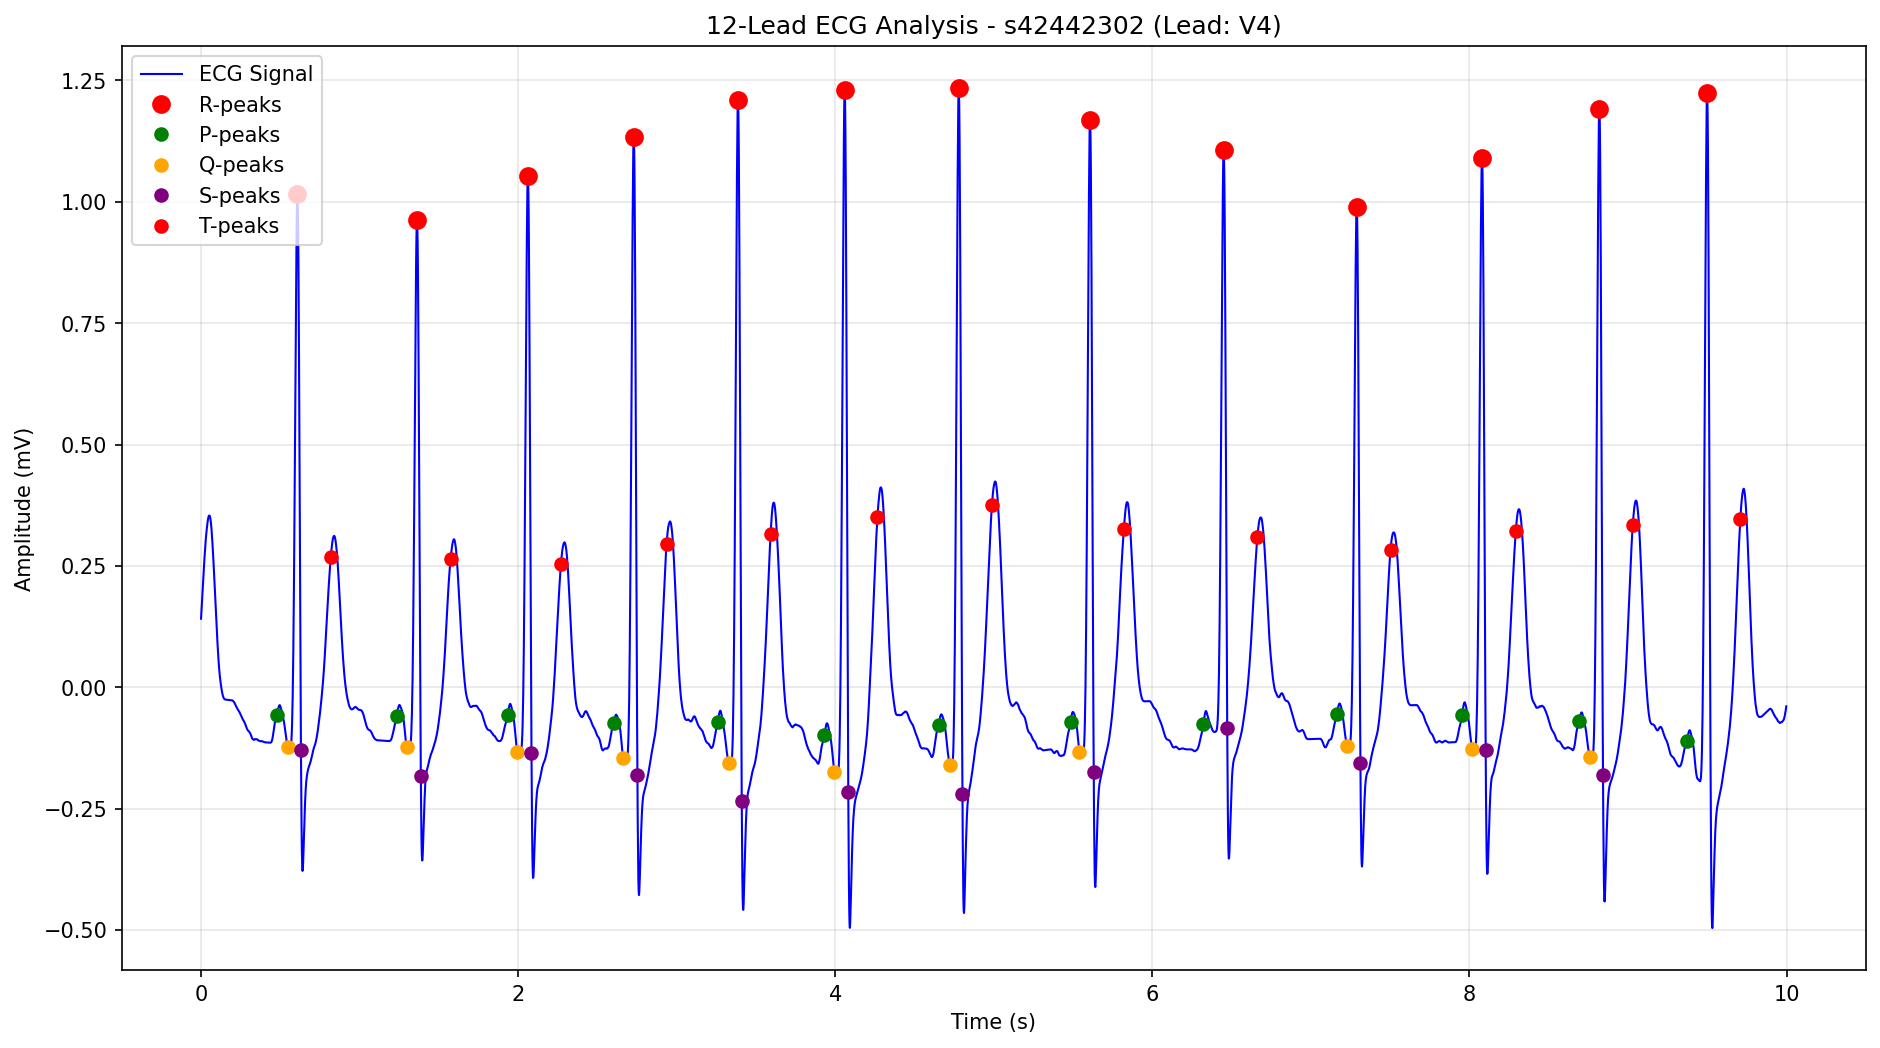 12-Lead ECG Analysis - s42442302 (Lead: V4)
ECG Signal
R-peaks
P-peaks
Q-peaks
S-peaks
T-peaks
1.25
1.00
0.75
0.50
0.25
0.00
−0.25
−0.50
Amplitude (mV)
0 2 4 6 8 10
Time (s)